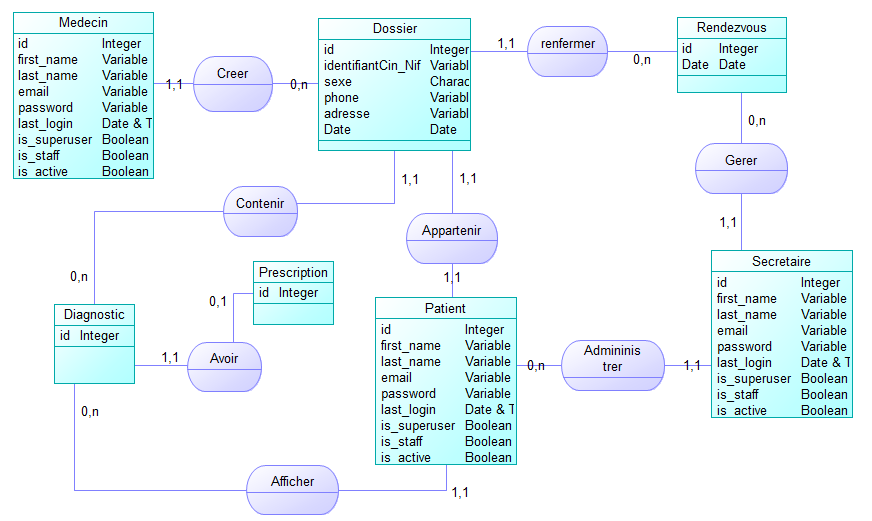 Medecin
id Integer
first_name Variable
last_name Variable
email Variable
password Variable
last_login Date & T
is_superuser Boolean
is_staff Boolean
is_active Boolean
1,1
Creer
0,n
Dossier
id Integer
identifiantCin_Nif Variabl
sexe Charac
phone Variabl
adresse Variabl
Date Date
1,1
renfermer
0,n
Rendezvous
id Integer
Date Date
0,n
Gerer
1,1
1,1
Contenir
0,n
1,1
Appartenir
1,1
Prescription
id Integer
0,1
Diagnostic
id Integer
1,1
Avoir
0,n
Patient
id Integer
first_name Variable
last_name Variable
email Variable
password Variable
last_login Date & T
is_superuser Boolean
is_staff Boolean
is_active Boolean
0,n
Admininis
trer
1,1
Secretaire
id Integer
first_name Variable
last_name Variable
email Variable
password Variable
last_login Date & T
is_superuser Boolean
is_staff Boolean
is_active Boolean
Afficher
1,1